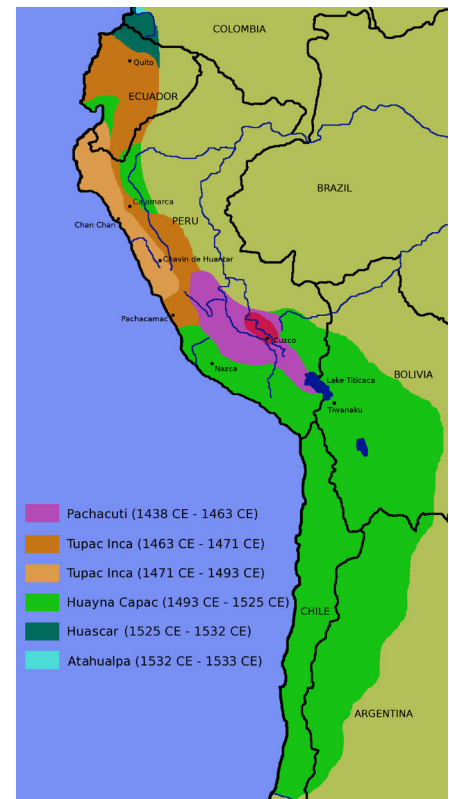 COLOMBIA
Quito
ECUADOR
BRAZIL
Cajamarca
Chan Chan
PERU
Chavin de Huantar
Pachacamac
Cuzco
Nazca
Lake Titicaca
BOLIVIA
Tiwanaku
Pachacuti (1438 CE - 1463 CE)
Tupac Inca (1463 CE - 1471 CE)
Tupac Inca (1471 CE - 1493 CE)
Huayna Capac (1493 CE - 1525 CE)
CHILE
Huascar (1525 CE - 1532 CE)
Atahualpa (1532 CE - 1533 CE)
ARGENTINA